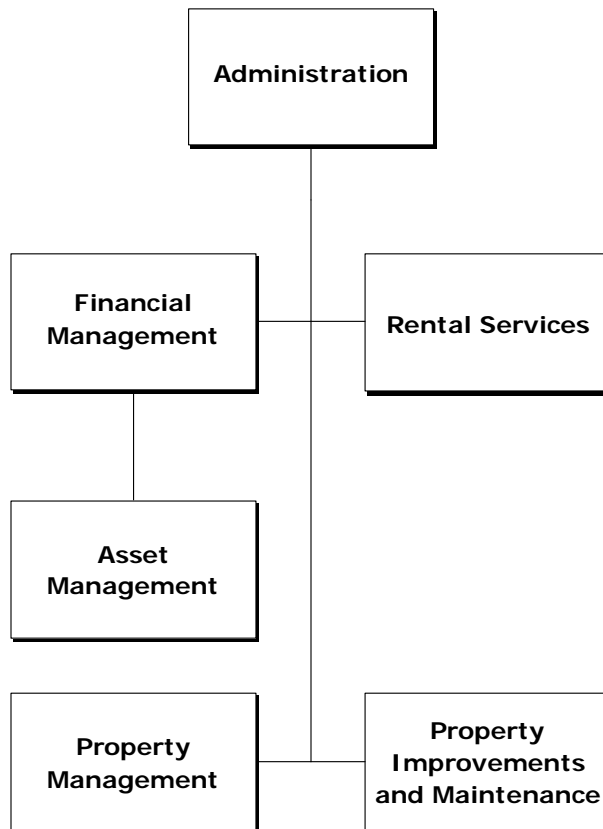 Administration
Financial
Management
Rental Services
Asset
Management
Property
Management
Property
Improvements
and Maintenance